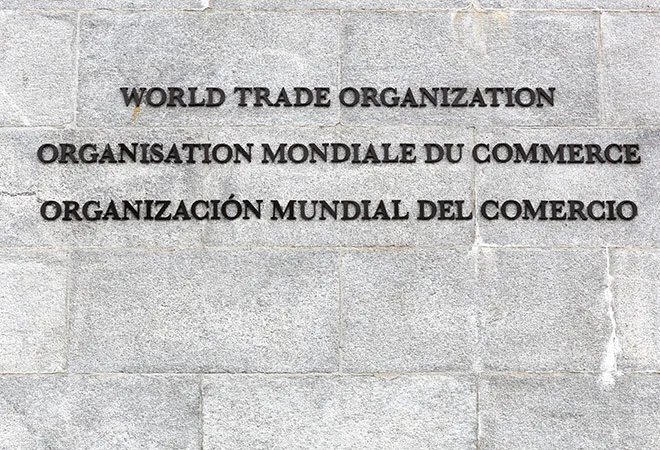 WORLD TRADE ORGANIZATION
ORGANISATION MONDIALE DU COMMERCE
ORGANIZACIÓN MUNDIAL DEL COMERCIO